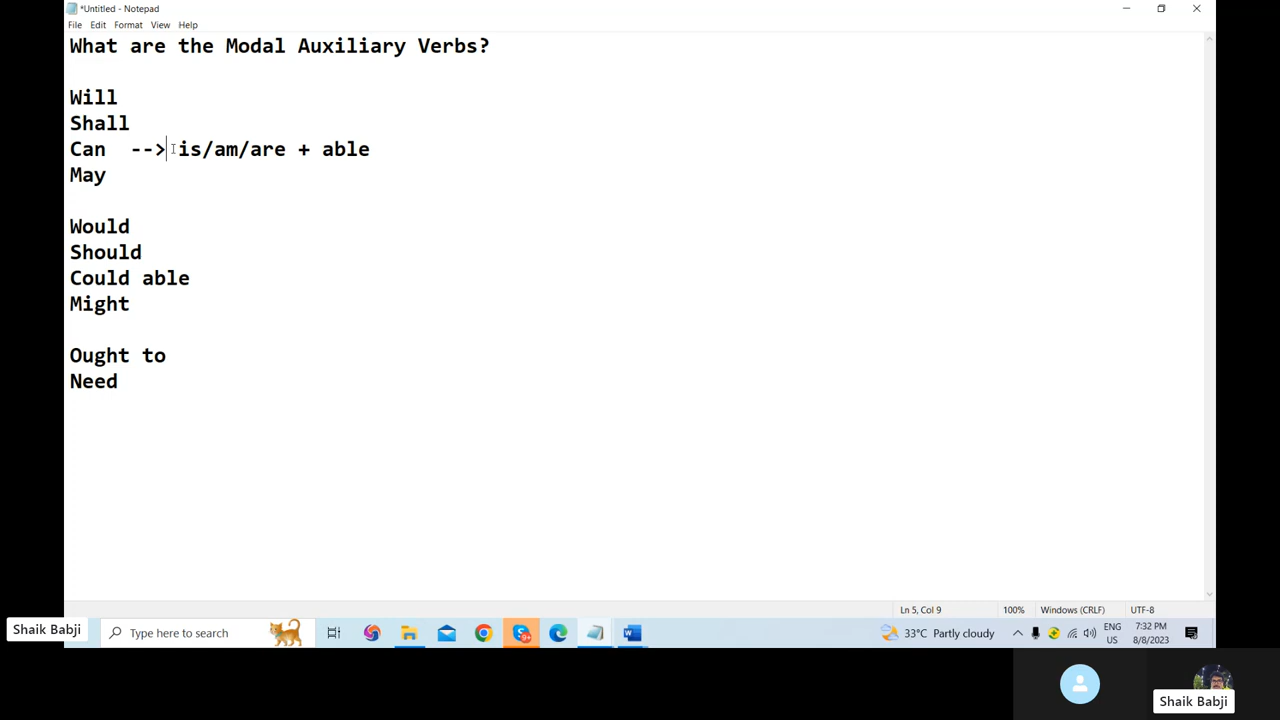 *Untitled - Notepad
File Edit Format View Help
What are the Modal Auxiliary Verbs?
Will
Shall
Can --> is/am/are + able
May
Would
Should
Could able
Might
Ought to
Need
Ln 5, Col 9 100% Windows (CRLF) UTF-8
Shaik Babji
Type here to search
33°C Partly cloudy
ENG
US
7:32 PM
8/8/2023
Shaik Babji